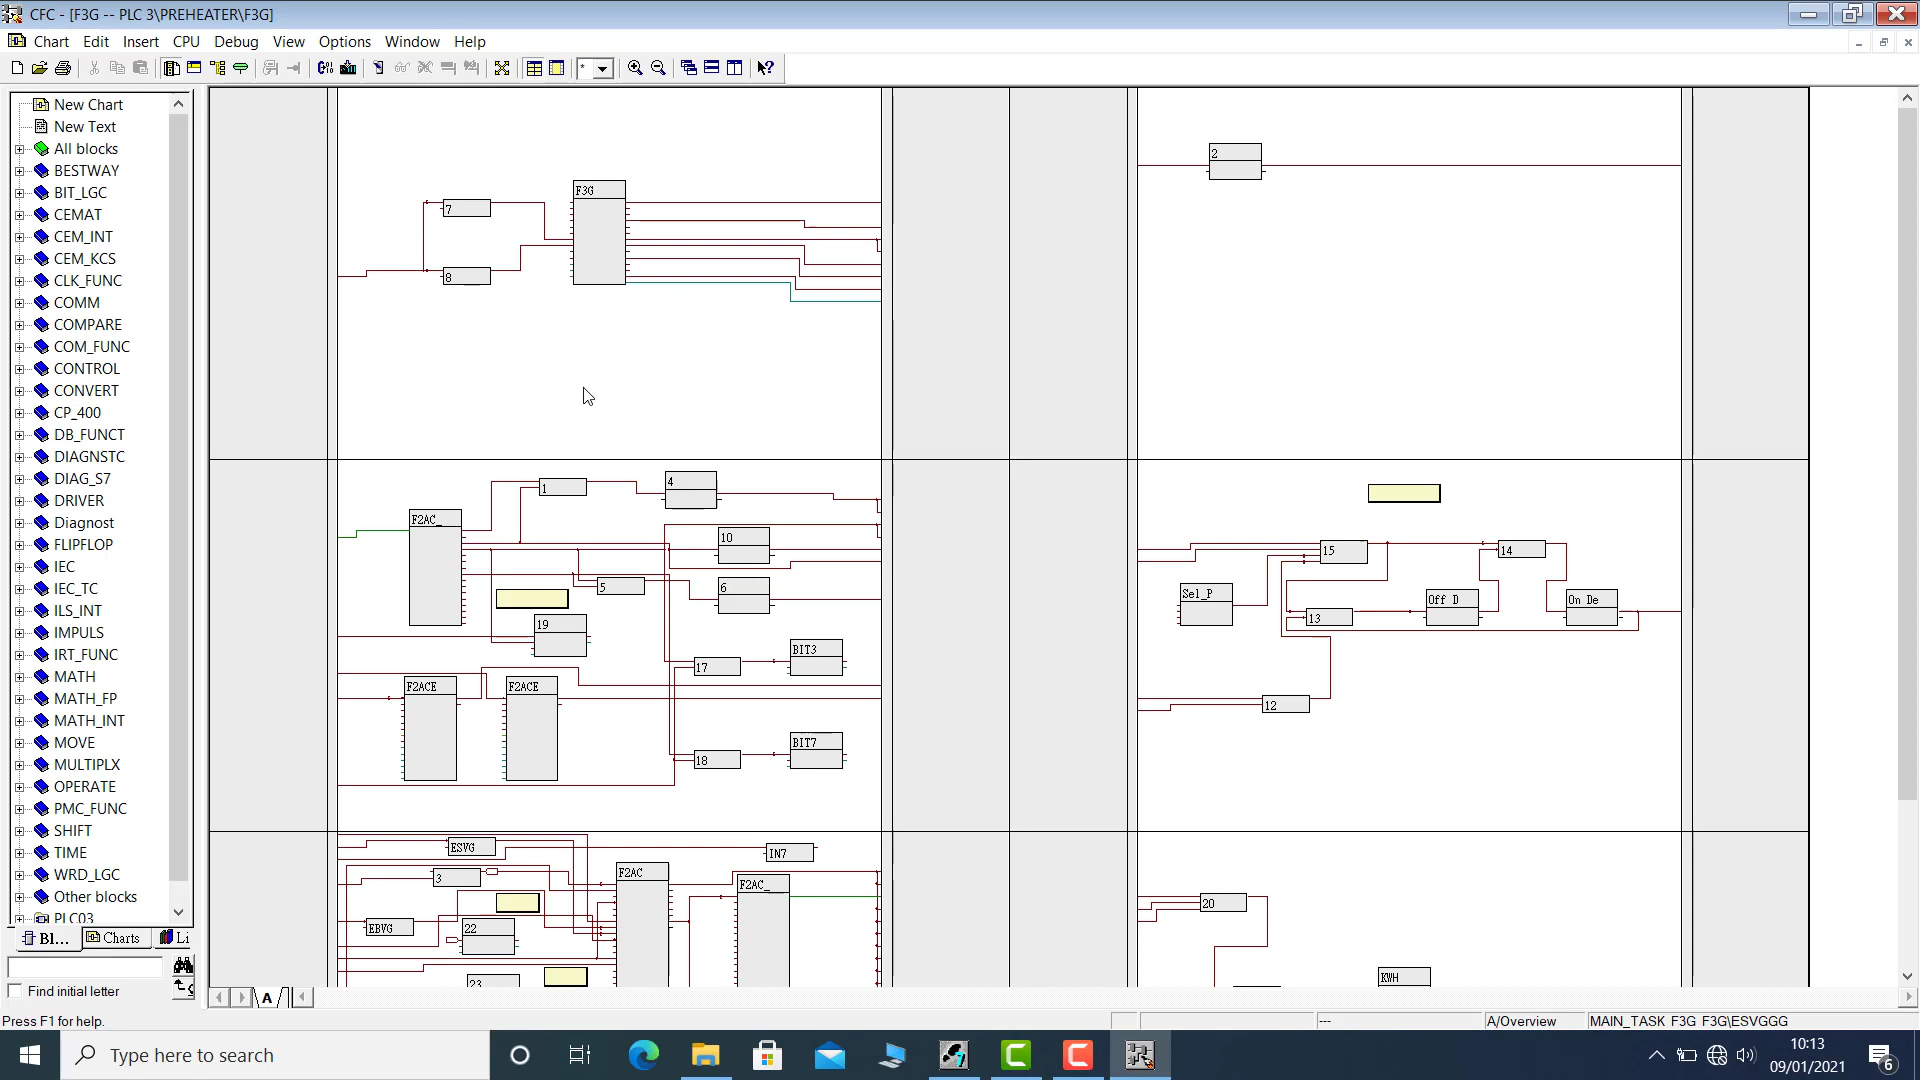 CFC - [F3G -- PLC 3\PREHEATER\F3G]
Chart Edit Insert CPU Debug View Options Window Help
*
New Chart
New Text
All blocks
BESTWAY
BIT_LGC
CEMAT
CEM_INT
CEM_KCS
CLK_FUNC
COMM
COMPARE
COM_FUNC
CONTROL
CONVERT
CP_400
DB_FUNCT
DIAGNSTC
DIAG_S7
DRIVER
Diagnost
FLIPFLOP
IEC
IEC_TC
ILS_INT
IMPULS
IRT_FUNC
MATH
MATH_FP
MATH_INT
MOVE
MULTIPLX
OPERATE
PMC_FUNC
SHIFT
TIME
WRD_LGC
Other blocks
PLC03
Bl... Charts Li
Find initial letter
7
8
F3G
2
1
4
F2AC_
10
5
6
19
17
BIT3
F2ACE
F2ACE
18
BIT7
15
14
Sel_P
13
Off D
On De
12
ESVG
IN7
3
F2AC
F2AC_
EBVG
22
23
20
KWH
A
Press F1 for help.
---
A/Overview
MAIN_TASK F3G F3G\ESVGGG
Type here to search
10:13
09/01/2021
6